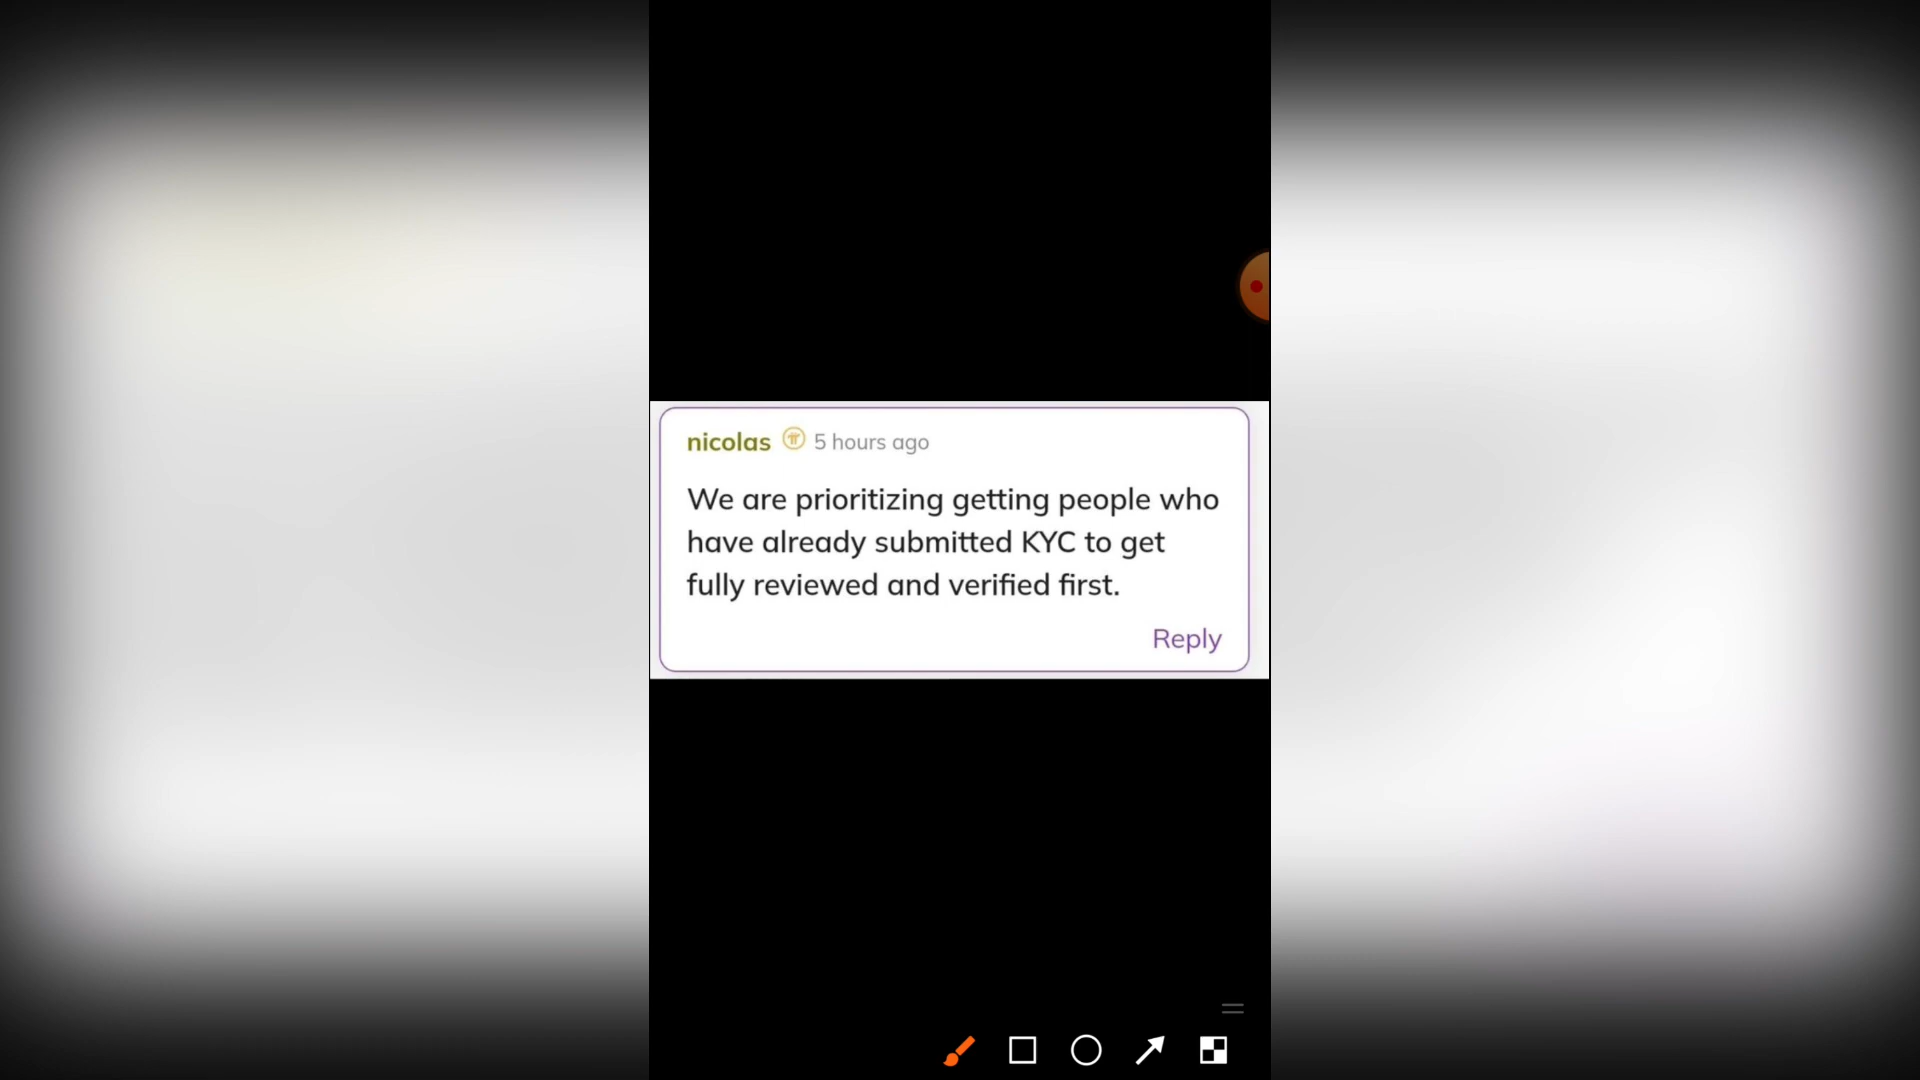 nicolas 5 hours ago
We are prioritizing getting people who
have already submitted KYC to get
fully reviewed and verified first.
Reply